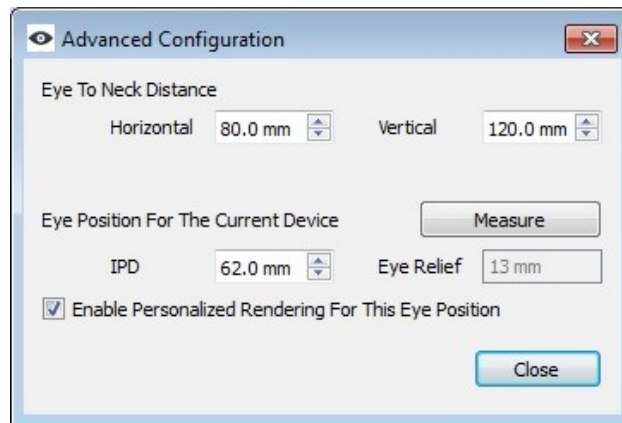 Advanced Configuration
Eye To Neck Distance
Horizontal 80.0 mm Vertical 120.0 mm
Eye Position For The Current Device Measure
IPD 62.0 mm Eye Relief 13 mm
Enable Personalized Rendering For This Eye Position
Close